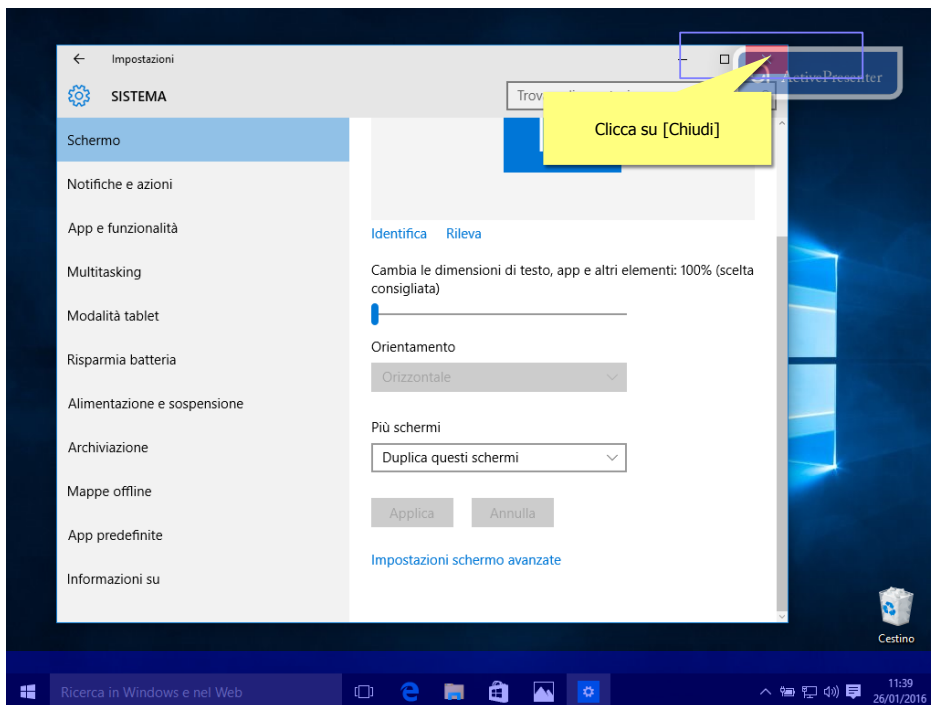 Impostazioni
ActivePresenter
SISTEMA
Clicca su [Chiudi]
Schermo
Notifiche e azioni
App e funzionalità
Identifica Rileva
Multitasking
Cambia le dimensioni di testo, app e altri elementi: 100% (scelta
consigliata)
Modalità tablet
Orientamento
Risparmia batteria
Orizzontale
Alimentazione e sospensione
Più schermi
Archiviazione
Duplica questi schermi
Mappe offline
Applica Annulla
App predefinite
Impostazioni schermo avanzate
Informazioni su
Cestino
Ricerca in Windows e nel Web
11:39
26/01/2016